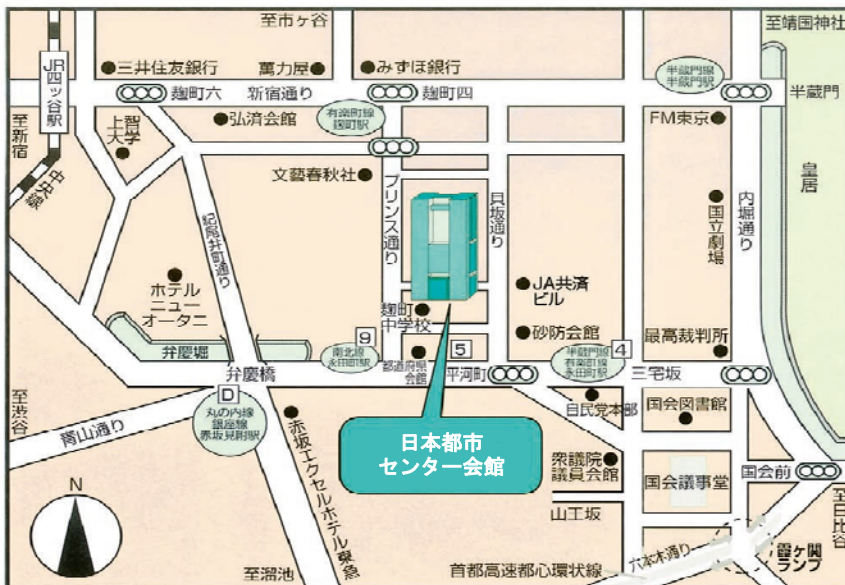 至市ヶ谷
至靖国神社
JR四ッ谷駅
三井住友銀行
萬力屋
みずほ銀行
半蔵門線
半蔵門駅
麹町六
新宿通り
麹町四
半蔵門
至新宿
上智
大学
弘済会館
有楽町線
麹町駅
FM東京
中央線
文藝春秋社
皇居
紀尾井町通り
プリンス通り
貝坂通り
国立劇場
内堀通り
ホテル
ニュー
オータニ
JA共済
ビル
麹町
中学校
砂防会館
最高裁判所
弁慶堀
9
南北線
永田町駅
5
都道府県
会館
平河町
4
半蔵門線
有楽町線
永田町駅
三宅坂
弁慶橋
至渋谷
D
丸の内線
銀座線
赤坂見附駅
青山通り
赤坂エクセルホテル東急
自民党本部
国会図書館
日本都市
センター会館
衆議院
議員会館
国会議事堂
国会前
N
山王坂
至日比谷
至溜池
首都高速都心環状線
六本木通り
霞ヶ関
ランプ